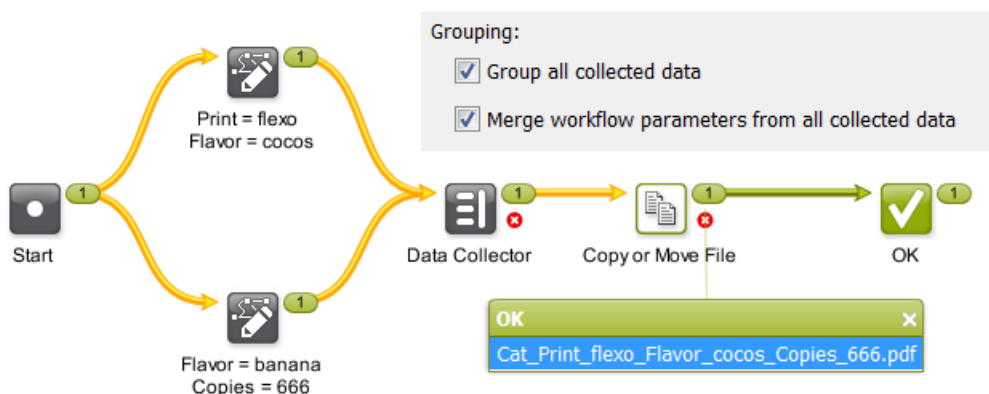 Grouping:
Group all collected data
Merge workflow parameters from all collected data
1
Print = flexo
Flavor = cocos
1
Start
1
Data Collector
1
Copy or Move File
1
OK
1
Flavor = banana
Copies = 666
OK
Cat_Print_flexo_Flavor_cocos_Copies_666.pdf